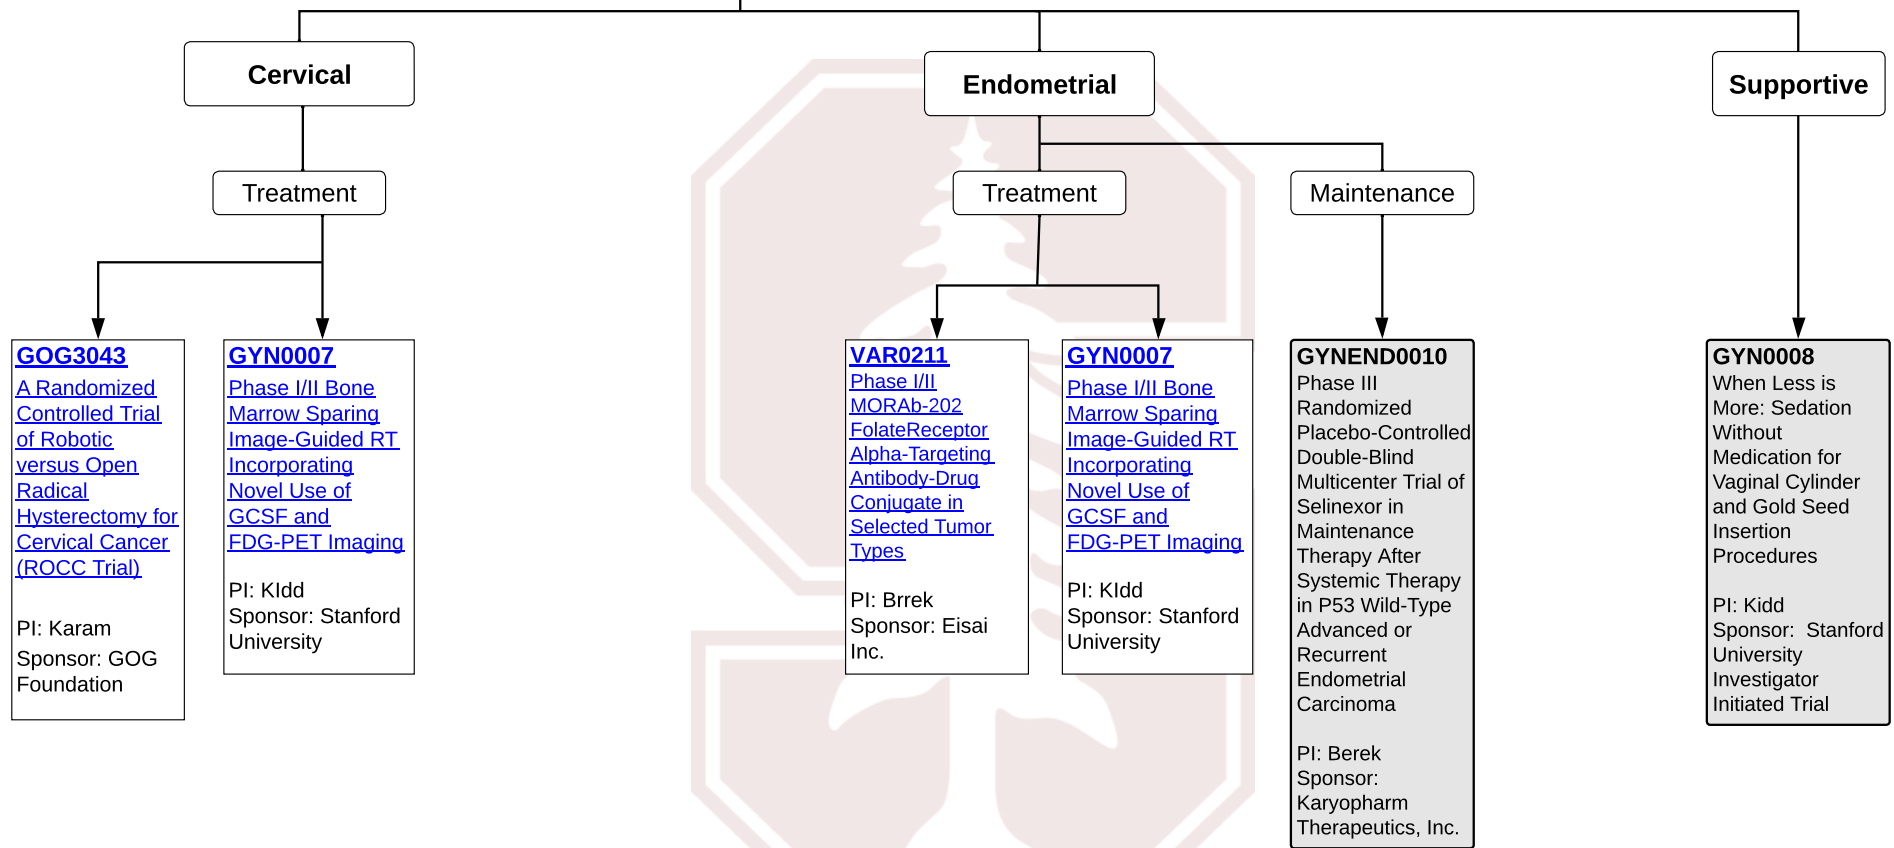 Cervical
Endometrial
Supportive
Treatment
Treatment
Maintenance
GOG3043
A Randomized
Controlled Trial
of Robotic
versus Open
Radical
Hysterectomy for
Cervical Cancer
(ROCC Trial)
PI: Karam
Sponsor: GOG
Foundation
GYN0007
Phase I/II Bone
Marrow Sparing
Image-Guided RT
Incorporating
Novel Use of
GCSF and
FDG-PET Imaging
PI: KIdd
Sponsor: Stanford
University
VAR0211
Phase I/II
MORAb-202
FolateReceptor
Alpha-Targeting
Antibody-Drug
Conjugate in
Selected Tumor
Types
PI: Brrek
Sponsor: Eisai
Inc.
GYN0007
Phase I/II Bone
Marrow Sparing
Image-Guided RT
Incorporating
Novel Use of
GCSF and
FDG-PET Imaging
PI: KIdd
Sponsor: Stanford
University
GYNEND0010
Phase III
Randomized
Placebo-Controlled
Double-Blind
Multicenter Trial of
Selinexor in
Maintenance
Therapy After
Systemic Therapy
in P53 Wild-Type
Advanced or
Recurrent
Endometrial
Carcinoma
PI: Berek
Sponsor:
Karyopharm
Therapeutics, Inc.
GYN0008
When Less is
More: Sedation
Without
Medication for
Vaginal Cylinder
and Gold Seed
Insertion
Procedures
PI: Kidd
Sponsor:  Stanford
University
Investigator
Initiated Trial